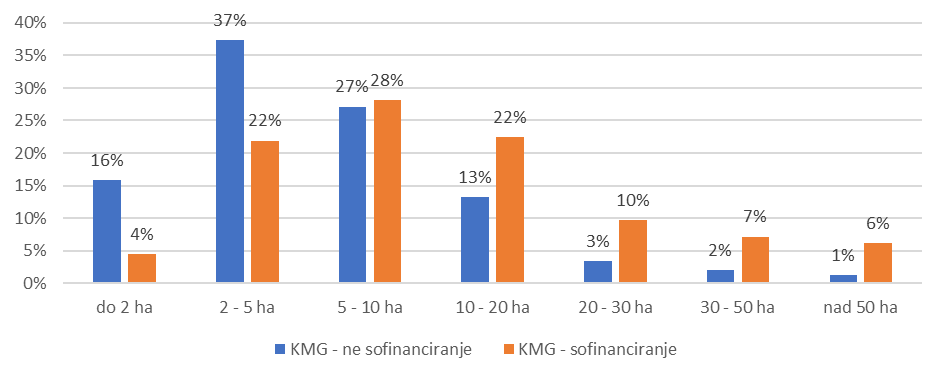 40%
35%
30%
25%
20%
15%
10%
5%
0%
16%
4%
37%
22%
27%
28%
13%
22%
3%
10%
2%
7%
1%
6%
do 2 ha
2 - 5 ha
5 - 10 ha
10 - 20 ha
20 - 30 ha
30 - 50 ha
nad 50 ha
KMG - ne sofinanciranje
KMG - sofinanciranje